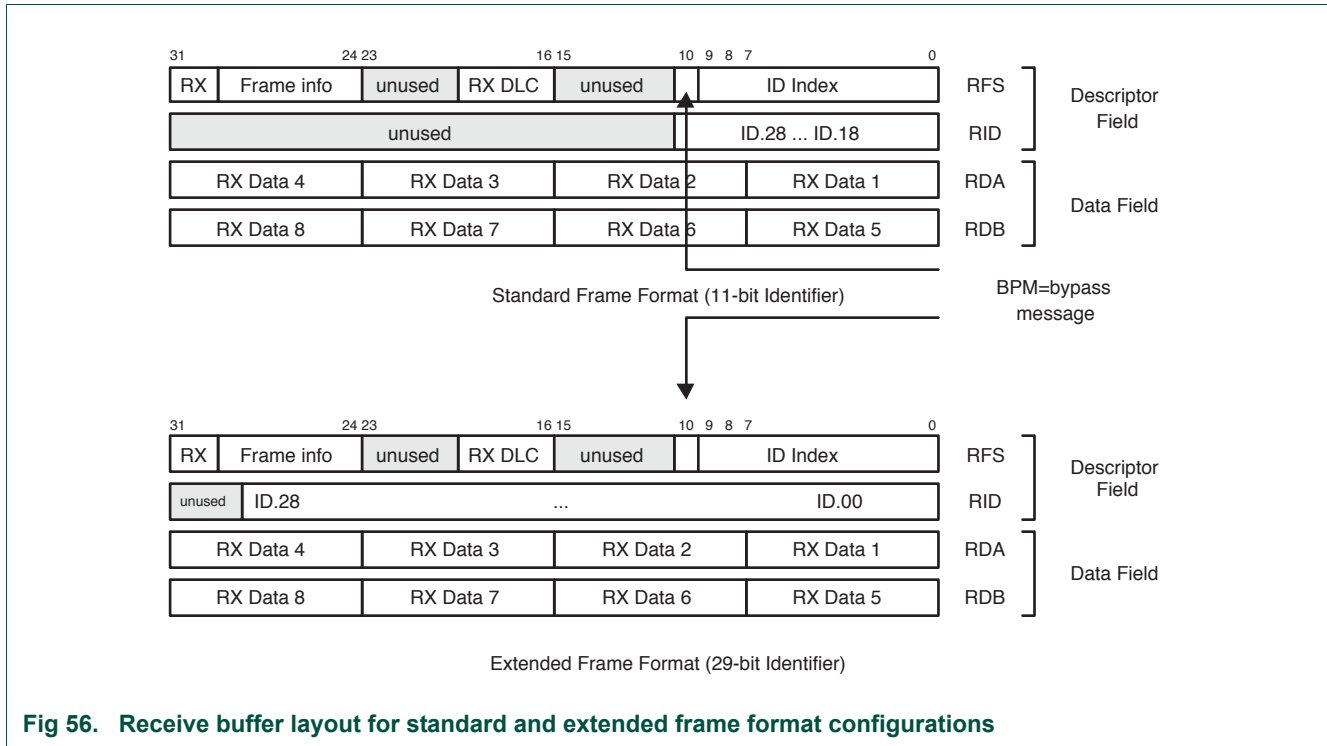 31 24 23 16 15 10 9 8 7 0
RX Frame info unused RX DLC unused ID Index RFS
unused ID.28 ... ID.18 RID
Descriptor
Field
RX Data 4 RX Data 3 RX Data 2 RX Data 1 RDA
RX Data 8 RX Data 7 RX Data 6 RX Data 5 RDB
Data Field
Standard Frame Format (11-bit Identifier)
BPM=bypass
message
31 24 23 16 15 10 9 8 7 0
RX Frame info unused RX DLC unused ID Index RFS
unused ID.28 ... ID.00 RID
Descriptor
Field
RX Data 4 RX Data 3 RX Data 2 RX Data 1 RDA
RX Data 8 RX Data 7 RX Data 6 RX Data 5 RDB
Data Field
Extended Frame Format (29-bit Identifier)
Fig 56. Receive buffer layout for standard and extended frame format configurations